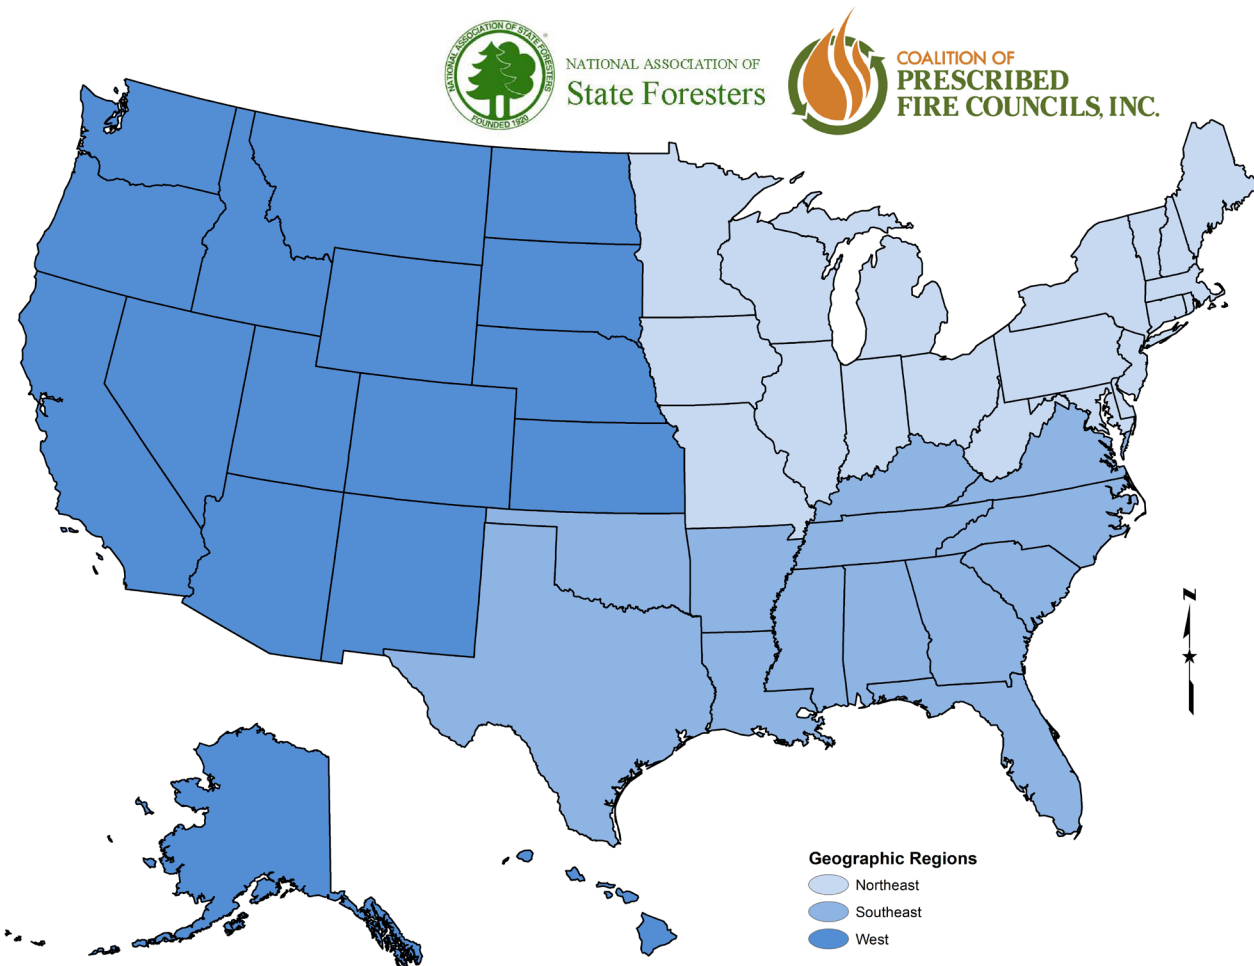 NATIONAL ASSOCIATION OF STATE FORESTERS
FOUNDED 1920
NATIONAL ASSOCIATION OF
State Foresters
COALITION OF
PRESCRIBED
FIRE COUNCILS, INC.
N
Geographic Regions
Northeast
Southeast
West